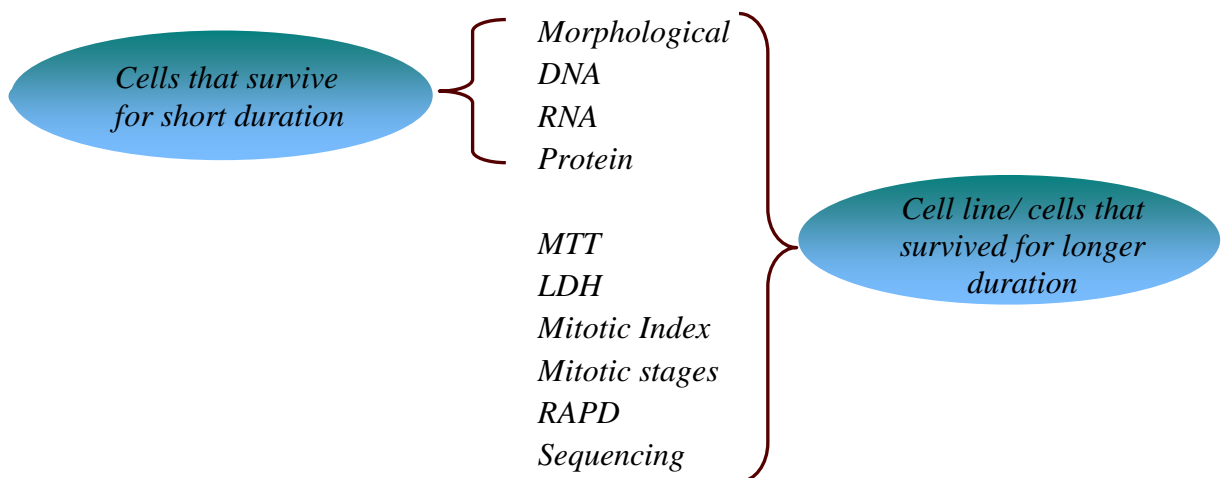 Cells that survive
for short duration
Morphological
DNA
RNA
Protein
MTT
LDH
Mitotic Index
Mitotic stages
RAPD
Sequencing
Cell line/ cells that
survived for longer
duration